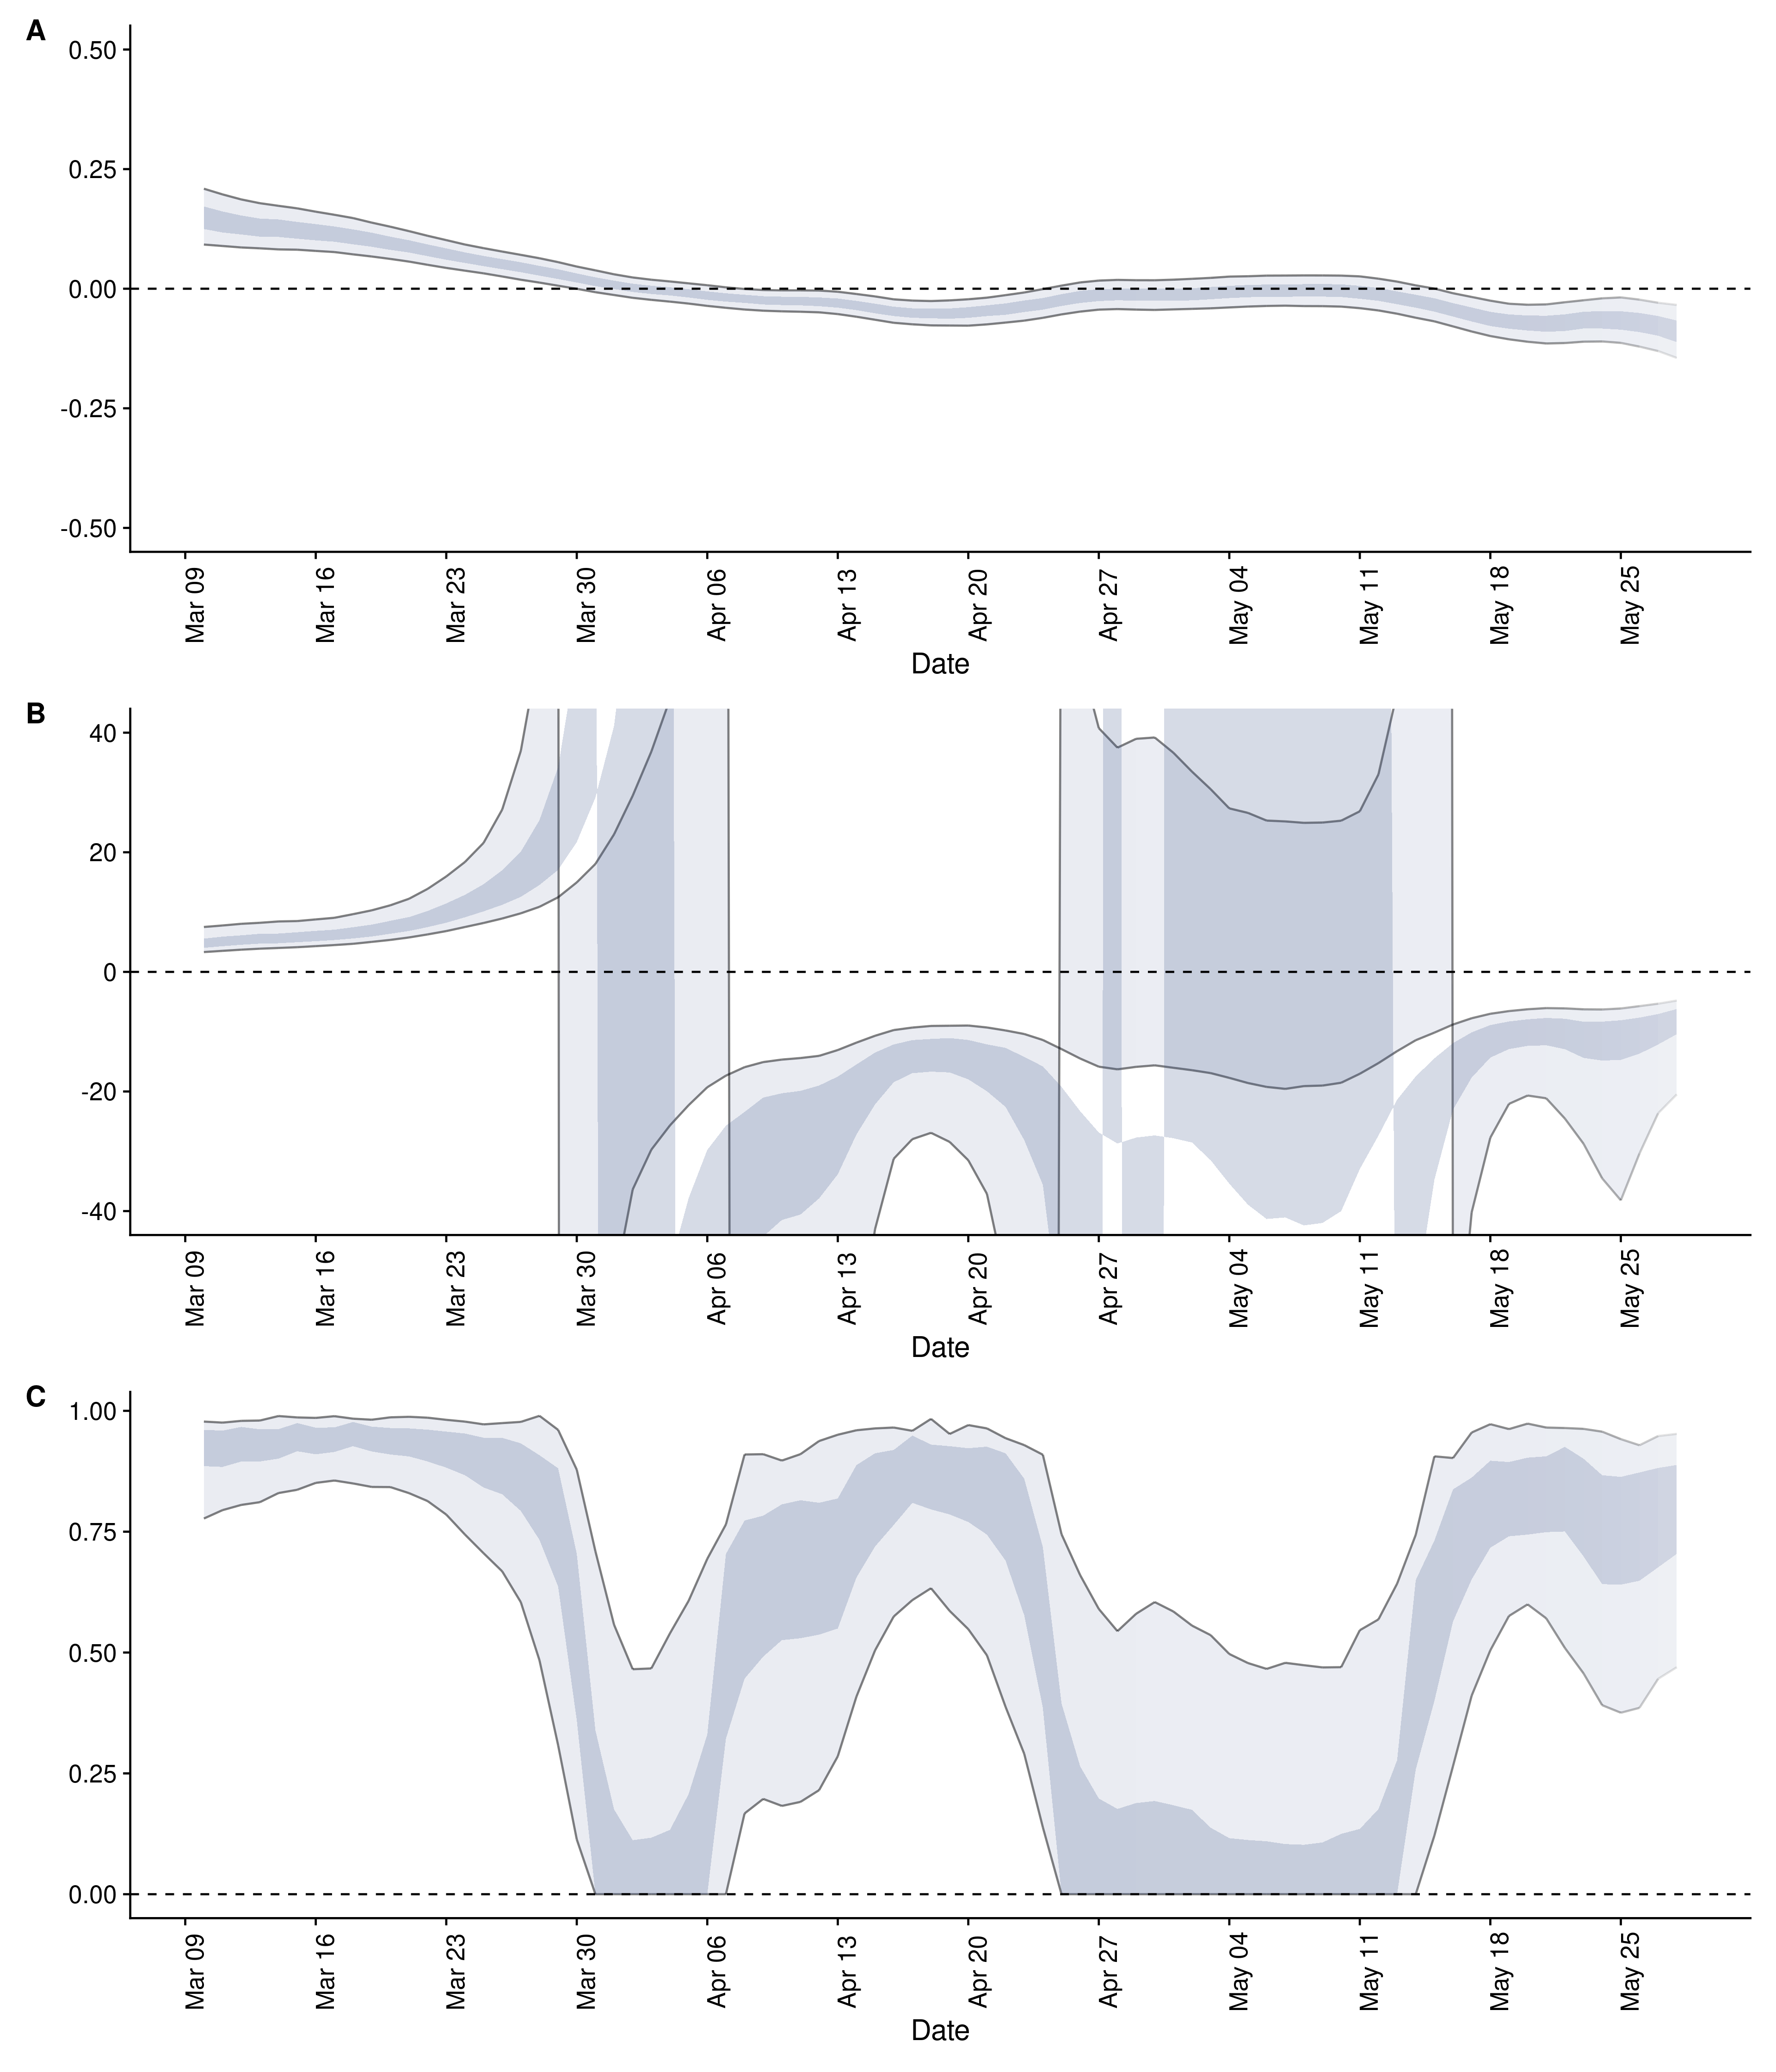 A
0.50
0.25
0.00
-0.25
-0.50
Mar 09
Mar 16
Mar 23
Mar 30
Apr 06
Apr 13
Apr 20
Apr 27
May 04
May 11
May 18
May 25
Date
B
40
20
0
-20
-40
Mar 09
Mar 16
Mar 23
Mar 30
Apr 06
Apr 13
Apr 20
Apr 27
May 04
May 11
May 18
May 25
Date
C
1.00
0.75
0.50
0.25
0.00
Mar 09
Mar 16
Mar 23
Mar 30
Apr 06
Apr 13
Apr 20
Apr 27
May 04
May 11
May 18
May 25
Date